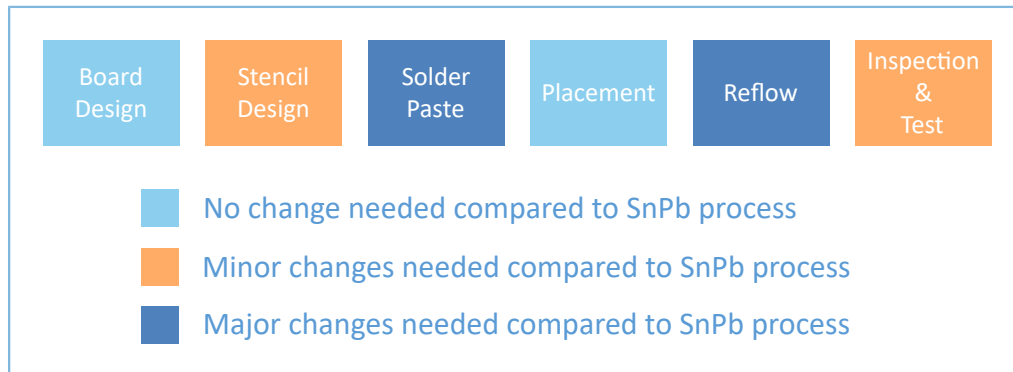 Board
Design
Stencil
Design
Solder
Paste
Placement
Reflow
Inspection
&
Test
No change needed compared to SnPb process
Minor changes needed compared to SnPb process
Major changes needed compared to SnPb process